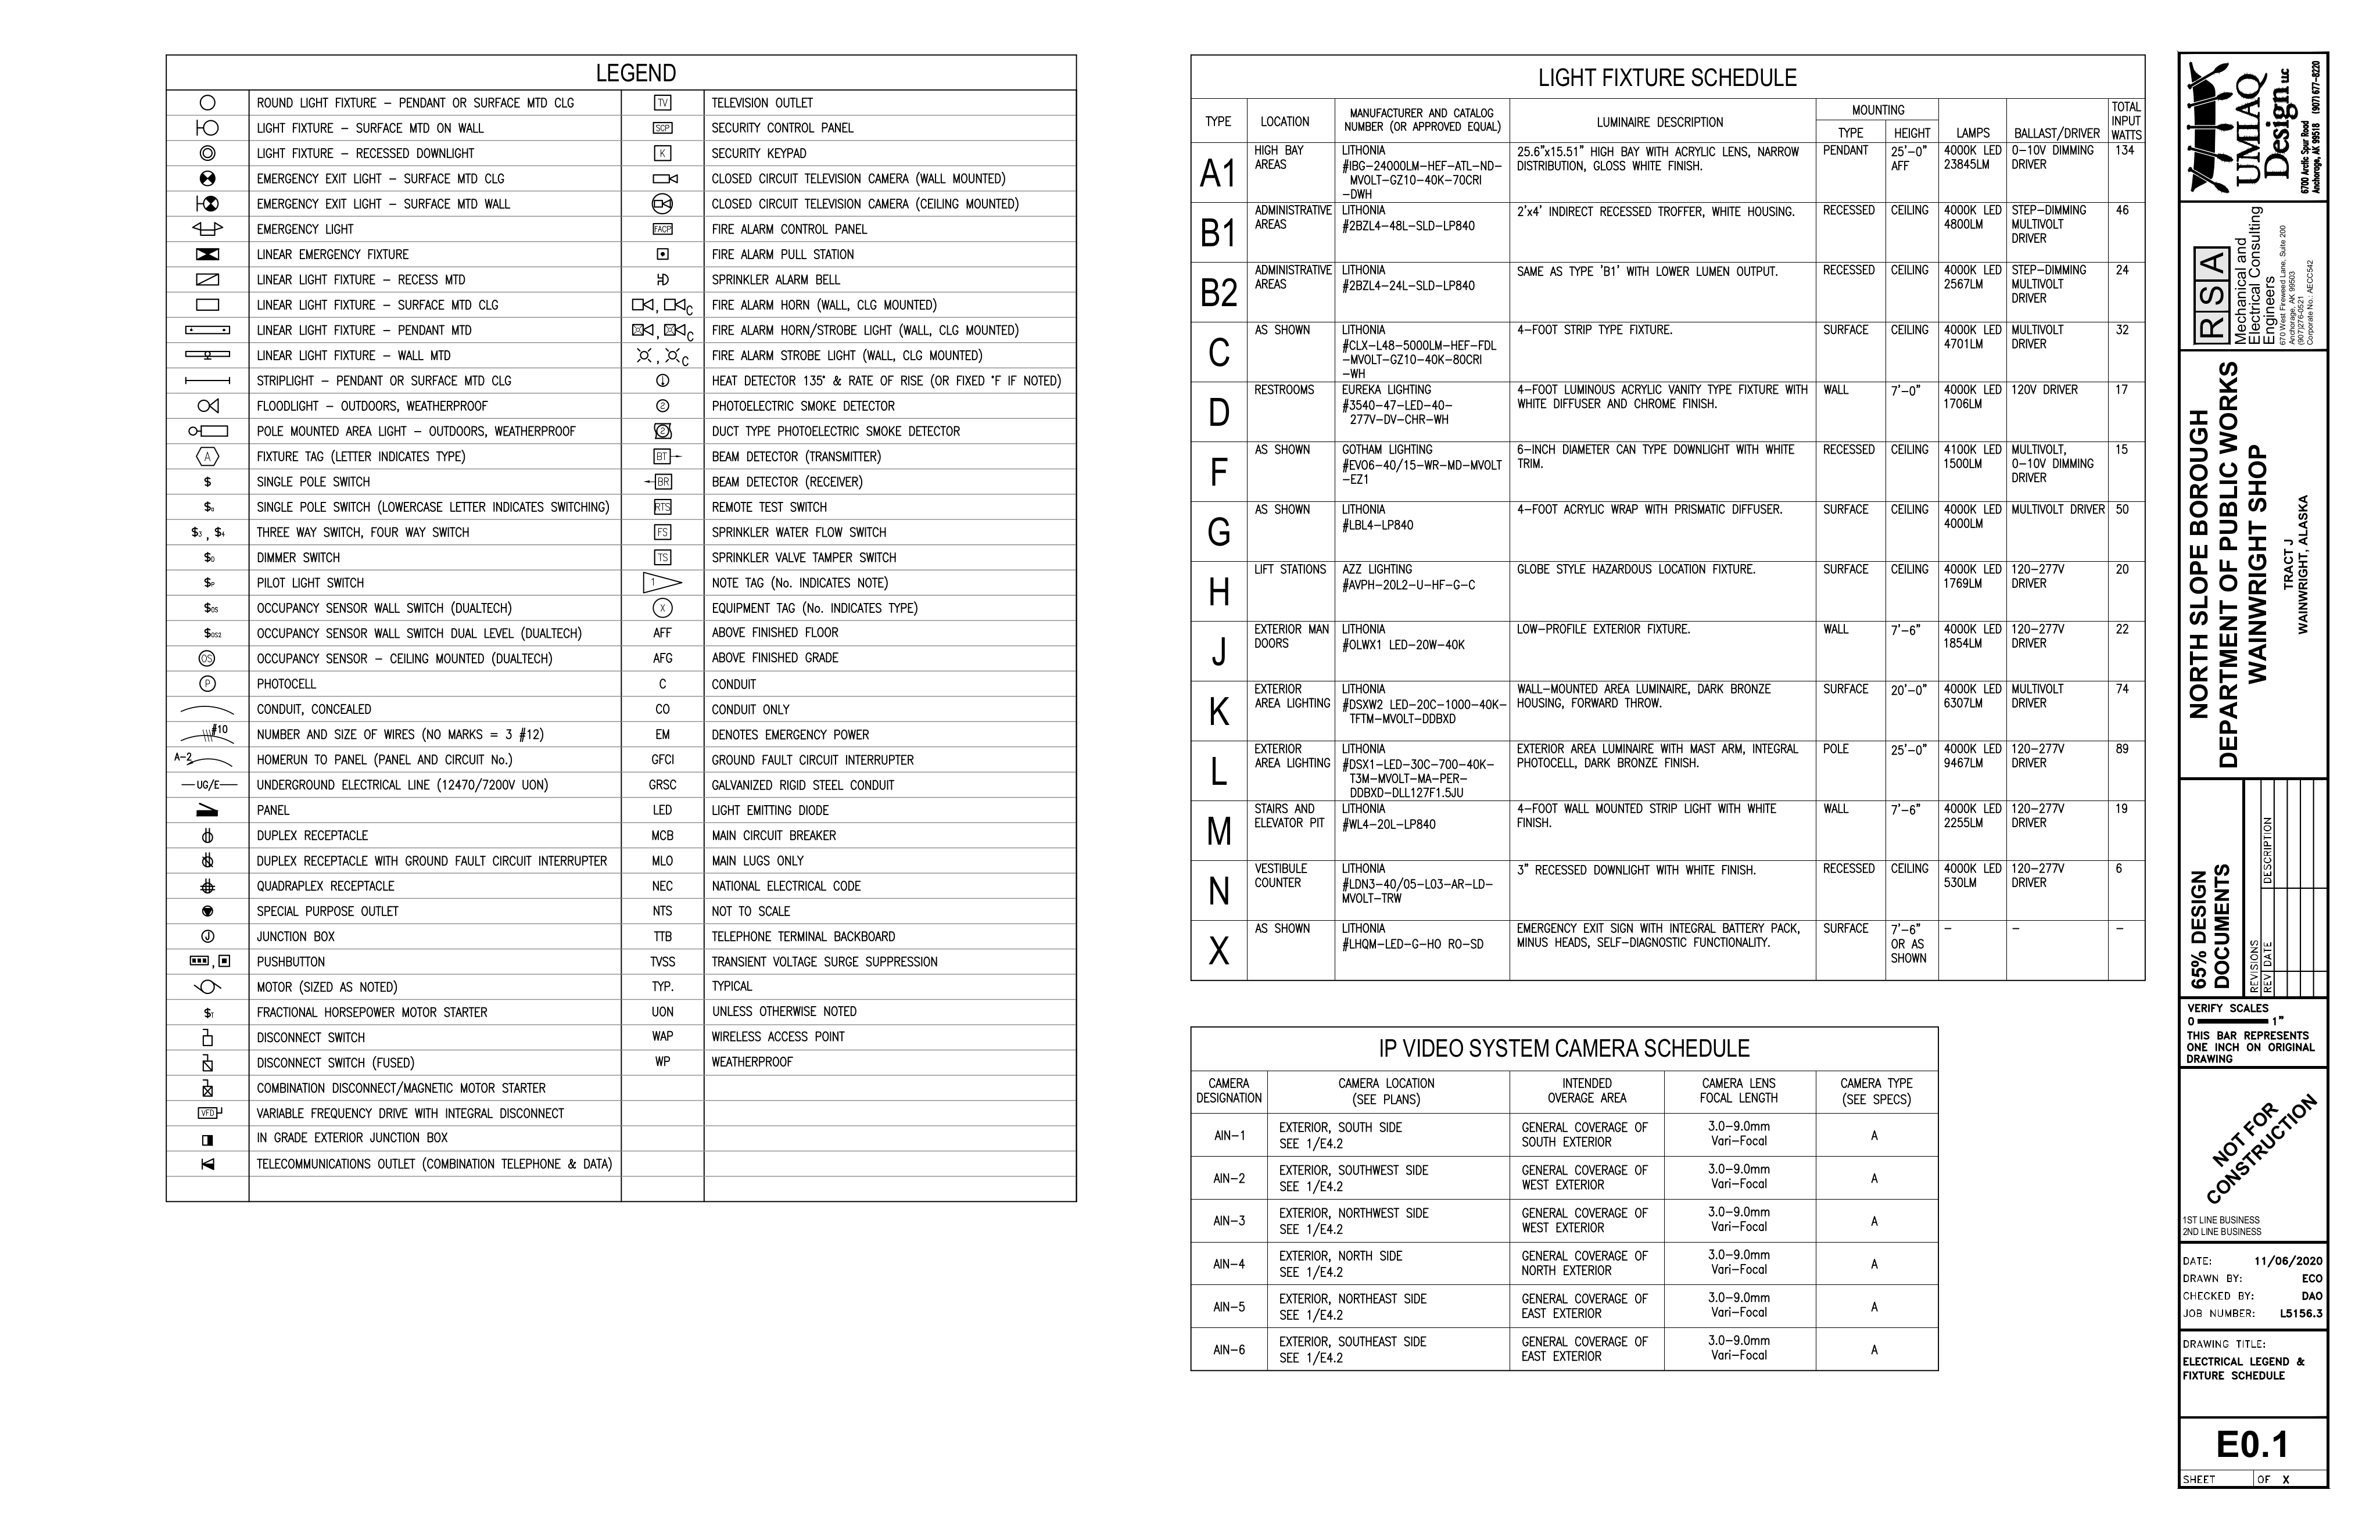 LEGEND
ROUND LIGHT FIXTURE – PENDANT OR SURFACE MTD CLG
LIGHT FIXTURE – SURFACE MTD ON WALL
LIGHT FIXTURE – RECESSED DOWNLIGHT
EMERGENCY EXIT LIGHT – SURFACE MTD CLG
EMERGENCY EXIT LIGHT – SURFACE MTD WALL
EMERGENCY LIGHT
LINEAR EMERGENCY FIXTURE
LINEAR LIGHT FIXTURE – RECESS MTD
LINEAR LIGHT FIXTURE – SURFACE MTD CLG
LINEAR LIGHT FIXTURE – PENDANT MTD
LINEAR LIGHT FIXTURE – WALL MTD
STRIPLIGHT – PENDANT OR SURFACE MTD CLG
FLOODLIGHT – OUTDOORS, WEATHERPROOF
POLE MOUNTED AREA LIGHT – OUTDOORS, WEATHERPROOF
A FIXTURE TAG (LETTER INDICATES TYPE)
$ SINGLE POLE SWITCH
$a SINGLE POLE SWITCH (LOWERCASE LETTER INDICATES SWITCHING)
$3 , $4 THREE WAY SWITCH, FOUR WAY SWITCH
$D DIMMER SWITCH
$P PILOT LIGHT SWITCH
$OS OCCUPANCY SENSOR WALL SWITCH (DUALTECH)
$OS2 OCCUPANCY SENSOR WALL SWITCH DUAL LEVEL (DUALTECH)
OS OCCUPANCY SENSOR – CEILING MOUNTED (DUALTECH)
P PHOTOCELL
CONDUIT, CONCEALED
#10 NUMBER AND SIZE OF WIRES (NO MARKS = 3 #12)
A–2 HOMERUN TO PANEL (PANEL AND CIRCUIT No.)
UG/E UNDERGROUND ELECTRICAL LINE (12470/7200V UON)
PANEL
DUPLEX RECEPTACLE
DUPLEX RECEPTACLE WITH GROUND FAULT CIRCUIT INTERRUPTER
QUADRAPLEX RECEPTACLE
SPECIAL PURPOSE OUTLET
J JUNCTION BOX
, PUSHBUTTON
MOTOR (SIZED AS NOTED)
$T FRACTIONAL HORSEPOWER MOTOR STARTER
DISCONNECT SWITCH
DISCONNECT SWITCH (FUSED)
COMBINATION DISCONNECT/MAGNETIC MOTOR STARTER
VFD VARIABLE FREQUENCY DRIVE WITH INTEGRAL DISCONNECT
IN GRADE EXTERIOR JUNCTION BOX
TELECOMMUNICATIONS OUTLET (COMBINATION TELEPHONE & DATA)
TV TELEVISION OUTLET
SCP SECURITY CONTROL PANEL
K SECURITY KEYPAD
CLOSED CIRCUIT TELEVISION CAMERA (WALL MOUNTED)
CLOSED CIRCUIT TELEVISION CAMERA (CEILING MOUNTED)
FACP FIRE ALARM CONTROL PANEL
FIRE ALARM PULL STATION
SPRINKLER ALARM BELL
, C FIRE ALARM HORN (WALL, CLG MOUNTED)
, C FIRE ALARM HORN/STROBE LIGHT (WALL, CLG MOUNTED)
, C FIRE ALARM STROBE LIGHT (WALL, CLG MOUNTED)
HEAT DETECTOR 135° & RATE OF RISE (OR FIXED °F IF NOTED)
2 PHOTOELECTRIC SMOKE DETECTOR
2 DUCT TYPE PHOTOELECTRIC SMOKE DETECTOR
BT BEAM DETECTOR (TRANSMITTER)
BR BEAM DETECTOR (RECEIVER)
RTS REMOTE TEST SWITCH
FS SPRINKLER WATER FLOW SWITCH
TS SPRINKLER VALVE TAMPER SWITCH
1 NOTE TAG (No. INDICATES NOTE)
X EQUIPMENT TAG (No. INDICATES TYPE)
AFF ABOVE FINISHED FLOOR
AFG ABOVE FINISHED GRADE
C CONDUIT
CO CONDUIT ONLY
EM DENOTES EMERGENCY POWER
GFCI GROUND FAULT CIRCUIT INTERRUPTER
GRSC GALVANIZED RIGID STEEL CONDUIT
LED LIGHT EMITTING DIODE
MCB MAIN CIRCUIT BREAKER
MLO MAIN LUGS ONLY
NEC NATIONAL ELECTRICAL CODE
NTS NOT TO SCALE
TTB TELEPHONE TERMINAL BACKBOARD
TVSS TRANSIENT VOLTAGE SURGE SUPPRESSION
TYP. TYPICAL
UON UNLESS OTHERWISE NOTED
WAP WIRELESS ACCESS POINT
WP WEATHERPROOF
LIGHT FIXTURE SCHEDULE
TYPE
LOCATION
MANUFACTURER AND CATALOG
NUMBER (OR APPROVED EQUAL)
LUMINAIRE DESCRIPTION
MOUNTING
TYPE HEIGHT
LAMPS
BALLAST/DRIVER
TOTAL
INPUT
WATTS
A1
HIGH BAY
AREAS
LITHONIA
#IBG–24000LM–HEF–ATL–ND–
MVOLT–GZ10–40K–70CRI
–DWH
25.6"x15.51" HIGH BAY WITH ACRYLIC LENS, NARROW
DISTRIBUTION, GLOSS WHITE FINISH.
PENDANT
25'–0"
AFF
4000K LED
23845LM
0–10V DIMMING
DRIVER
134
B1
ADMINISTRATIVE
AREAS
LITHONIA
#2BZL4–48L–SLD–LP840
2'x4' INDIRECT RECESSED TROFFER, WHITE HOUSING.
RECESSED
CEILING
4000K LED
4800LM
STEP–DIMMING
MULTIVOLT
DRIVER
46
B2
ADMINISTRATIVE
AREAS
LITHONIA
#2BZL4–24L–SLD–LP840
SAME AS TYPE 'B1' WITH LOWER LUMEN OUTPUT.
RECESSED
CEILING
4000K LED
2567LM
STEP–DIMMING
MULTIVOLT
DRIVER
24
C
AS SHOWN
LITHONIA
#CLX–L48–5000LM–HEF–FDL
–MVOLT–GZ10–40K–80CRI
–WH
4–FOOT STRIP TYPE FIXTURE.
SURFACE
CEILING
4000K LED
4701LM
MULTIVOLT
DRIVER
32
D
RESTROOMS
EUREKA LIGHTING
#3540–47–LED–40–
277V–DV–CHR–WH
4–FOOT LUMINOUS ACRYLIC VANITY TYPE FIXTURE WITH
WHITE DIFFUSER AND CHROME FINISH.
WALL
7'–0"
4000K LED
1706LM
120V DRIVER
17
F
AS SHOWN
GOTHAM LIGHTING
#EVO6–40/15–WR–MD–MVOLT
–EZ1
6–INCH DIAMETER CAN TYPE DOWNLIGHT WITH WHITE
TRIM.
RECESSED
CEILING
4100K LED
1500LM
MULTIVOLT,
0–10V DIMMING
DRIVER
15
G
AS SHOWN
LITHONIA
#LBL4–LP840
4–FOOT ACRYLIC WRAP WITH PRISMATIC DIFFUSER.
SURFACE
CEILING
4000K LED
4000LM
MULTIVOLT DRIVER
50
H
LIFT STATIONS
AZZ LIGHTING
#AVPH–20L2–U–HF–G–C
GLOBE STYLE HAZARDOUS LOCATION FIXTURE.
SURFACE
CEILING
4000K LED
1769LM
120–277V
DRIVER
20
J
EXTERIOR MAN
DOORS
LITHONIA
#OLWX1 LED–20W–40K
LOW–PROFILE EXTERIOR FIXTURE.
WALL
7'–6"
4000K LED
1854LM
120–277V
DRIVER
22
K
EXTERIOR
AREA LIGHTING
LITHONIA
#DSXW2 LED–20C–1000–40K–
TFTM–MVOLT–DDBXD
WALL–MOUNTED AREA LUMINAIRE, DARK BRONZE
HOUSING, FORWARD THROW.
SURFACE
20'–0"
4000K LED
6307LM
MULTIVOLT
DRIVER
74
L
EXTERIOR
AREA LIGHTING
LITHONIA
#DSX1–LED–30C–700–40K–
T3M–MVOLT–MA–PER–
DDBXD–DLL127F1.5JU
EXTERIOR AREA LUMINAIRE WITH MAST ARM, INTEGRAL
PHOTOCELL, DARK BRONZE FINISH.
POLE
25'–0"
4000K LED
9467LM
120–277V
DRIVER
89
M
STAIRS AND
ELEVATOR PIT
LITHONIA
#WL4–20L–LP840
4–FOOT WALL MOUNTED STRIP LIGHT WITH WHITE
FINISH.
WALL
7'–6"
4000K LED
2255LM
120–277V
DRIVER
19
N
VESTIBULE
COUNTER
LITHONIA
#LDN3–40/05–L03–AR–LD–
MVOLT–TRW
3" RECESSED DOWNLIGHT WITH WHITE FINISH.
RECESSED
CEILING
4000K LED
530LM
120–277V
DRIVER
6
X
AS SHOWN
LITHONIA
#LHQM–LED–G–HO RO–SD
EMERGENCY EXIT SIGN WITH INTEGRAL BATTERY PACK,
MINUS HEADS, SELF–DIAGNOSTIC FUNCTIONALITY.
SURFACE
7'–6"
OR AS
SHOWN
–
–
–
IP VIDEO SYSTEM CAMERA SCHEDULE
CAMERA
DESIGNATION
CAMERA LOCATION
(SEE PLANS)
INTENDED
OVERAGE AREA
CAMERA LENS
FOCAL LENGTH
CAMERA TYPE
(SEE SPECS)
AIN–1
EXTERIOR, SOUTH SIDE
SEE 1/E4.2
GENERAL COVERAGE OF
SOUTH EXTERIOR
3.0–9.0mm
Vari–Focal
A
AIN–2
EXTERIOR, SOUTHWEST SIDE
SEE 1/E4.2
GENERAL COVERAGE OF
WEST EXTERIOR
3.0–9.0mm
Vari–Focal
A
AIN–3
EXTERIOR, NORTHWEST SIDE
SEE 1/E4.2
GENERAL COVERAGE OF
WEST EXTERIOR
3.0–9.0mm
Vari–Focal
A
AIN–4
EXTERIOR, NORTH SIDE
SEE 1/E4.2
GENERAL COVERAGE OF
NORTH EXTERIOR
3.0–9.0mm
Vari–Focal
A
AIN–5
EXTERIOR, NORTHEAST SIDE
SEE 1/E4.2
GENERAL COVERAGE OF
EAST EXTERIOR
3.0–9.0mm
Vari–Focal
A
AIN–6
EXTERIOR, SOUTHEAST SIDE
SEE 1/E4.2
GENERAL COVERAGE OF
EAST EXTERIOR
3.0–9.0mm
Vari–Focal
A
UMIAQ
Design, LLC
6700 Arctic Spur Road
Anchorage, AK 99518 (907) 677-8220
RSA
Mechanical and
Electrical Consulting
Engineers
670 West Fireweed Lane, Suite 200
Anchorage, AK 99503
(907)276-0521
Corporate No.: AECC542
NORTH SLOPE BOROUGH
DEPARTMENT OF PUBLIC WORKS
WAINWRIGHT SHOP
TRACT J
WAINWRIGHT, ALASKA
65% DESIGN
DOCUMENTS
REVISIONS
REV DATE DESCRIPTION
VERIFY SCALES
0 1"
THIS BAR REPRESENTS
ONE INCH ON ORIGINAL
DRAWING
NOT FOR
CONSTRUCTION
1ST LINE BUSINESS
2ND LINE BUSINESS
DATE: 11/06/2020
DRAWN BY: ECO
CHECKED BY: DAO
JOB NUMBER: L5156.3
DRAWING TITLE:
ELECTRICAL LEGEND &
FIXTURE SCHEDULE
E0.1
SHEET OF X